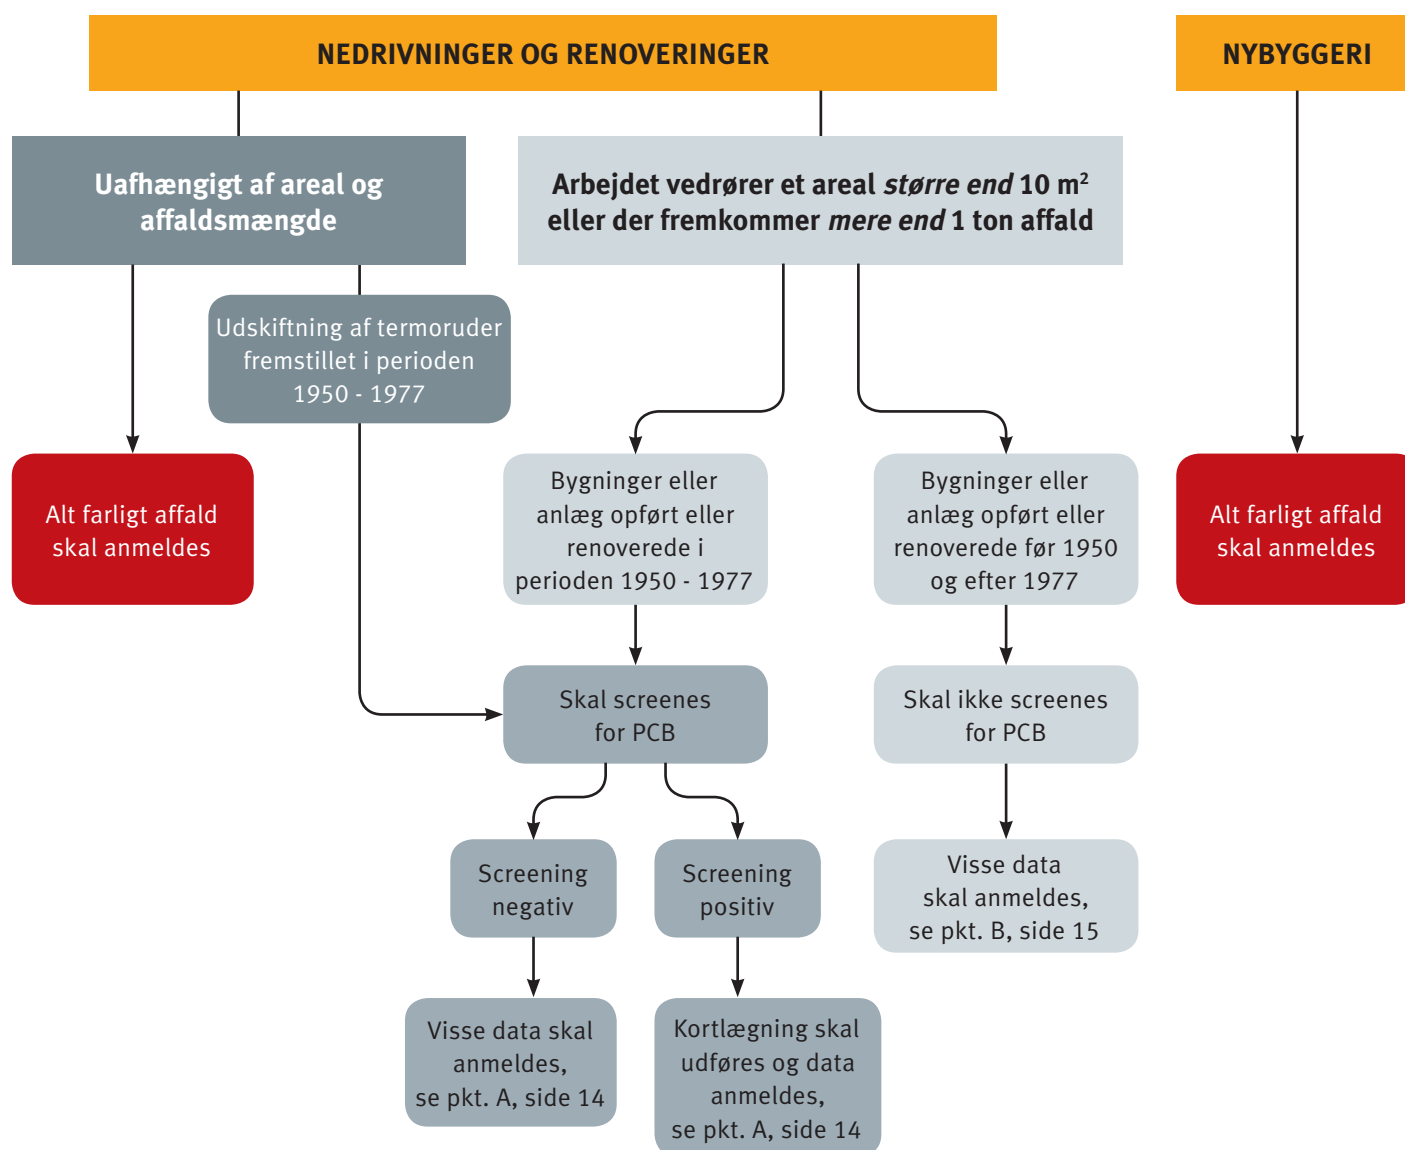 NEDRIVNINGER OG RENOVERINGER
NYBYGGERI
Uafhængigt af areal og
affaldsmængde
Arbejdet vedrører et areal større end 10 m²
eller der fremkommer mere end 1 ton affald
Udskiftning af termoruder
fremstillet i perioden
1950 - 1977
Alt farligt affald
skal anmeldes
Bygninger eller
anlæg opført eller
renoverede i
perioden 1950 - 1977
Bygninger eller
anlæg opført eller
renoverede før 1950
og efter 1977
Alt farligt affald
skal anmeldes
Skal screenes
for PCB
Skal ikke screenes
for PCB
Screening
negativ
Screening
positiv
Visse data
skal anmeldes,
se pkt. B, side 15
Visse data skal
anmeldes,
se pkt. A, side 14
Kortlægning skal
udføres og data
anmeldes,
se pkt. A, side 14